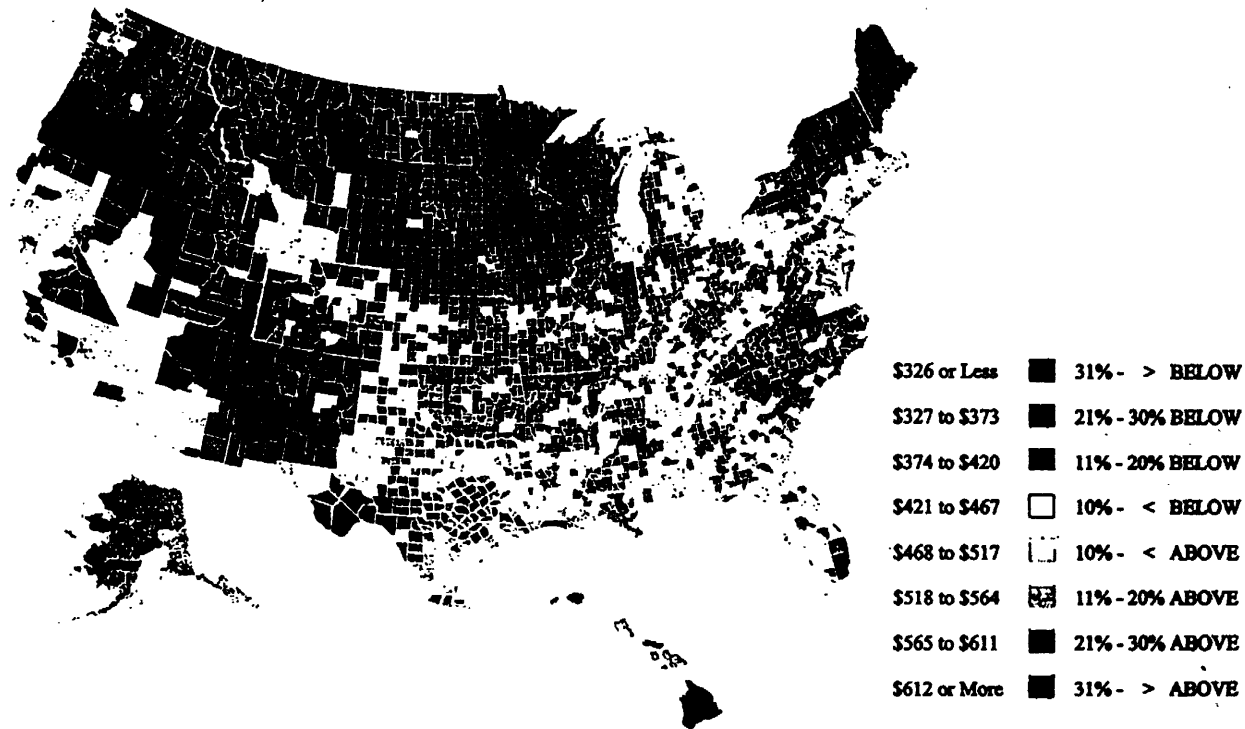 $326 or Less 31% - > BELOW
$327 to $373 21% - 30% BELOW
$374 to $420 11% - 20% BELOW
$421 to $467 10% - < BELOW
$468 to $517 10% - < ABOVE
$518 to $564 11% - 20% ABOVE
$565 to $611 21% - 30% ABOVE
$612 or More 31% - > ABOVE